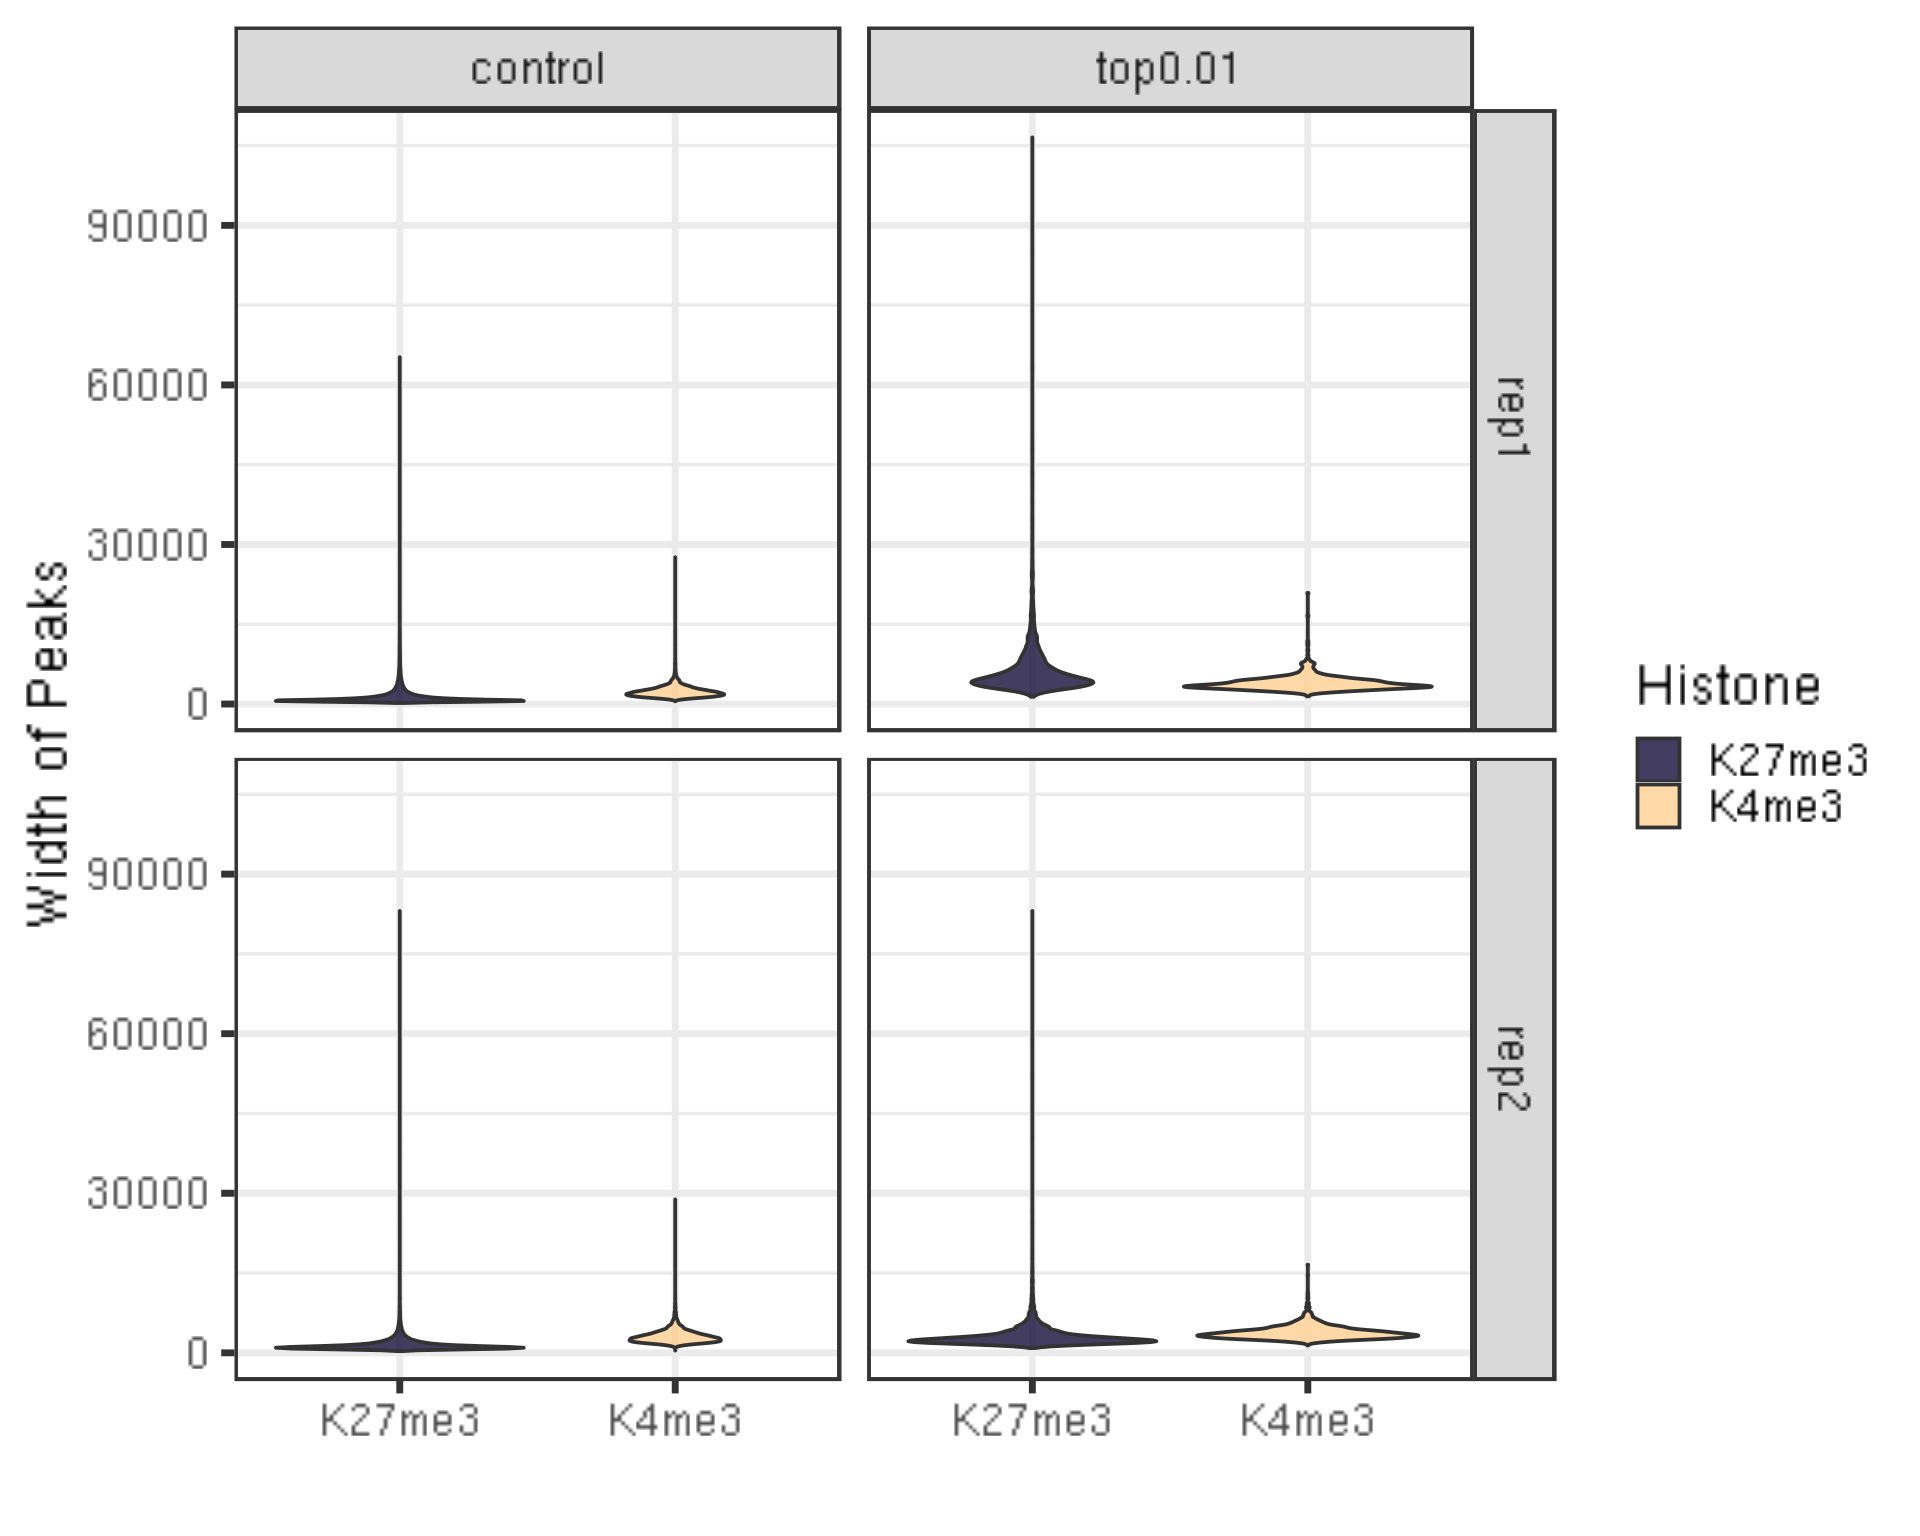 control
top0.01
rep1
rep2
Width of Peaks
90000
60000
30000
0
90000
60000
30000
0
K27me3
K4me3
K27me3
K4me3
Histone
K27me3
K4me3